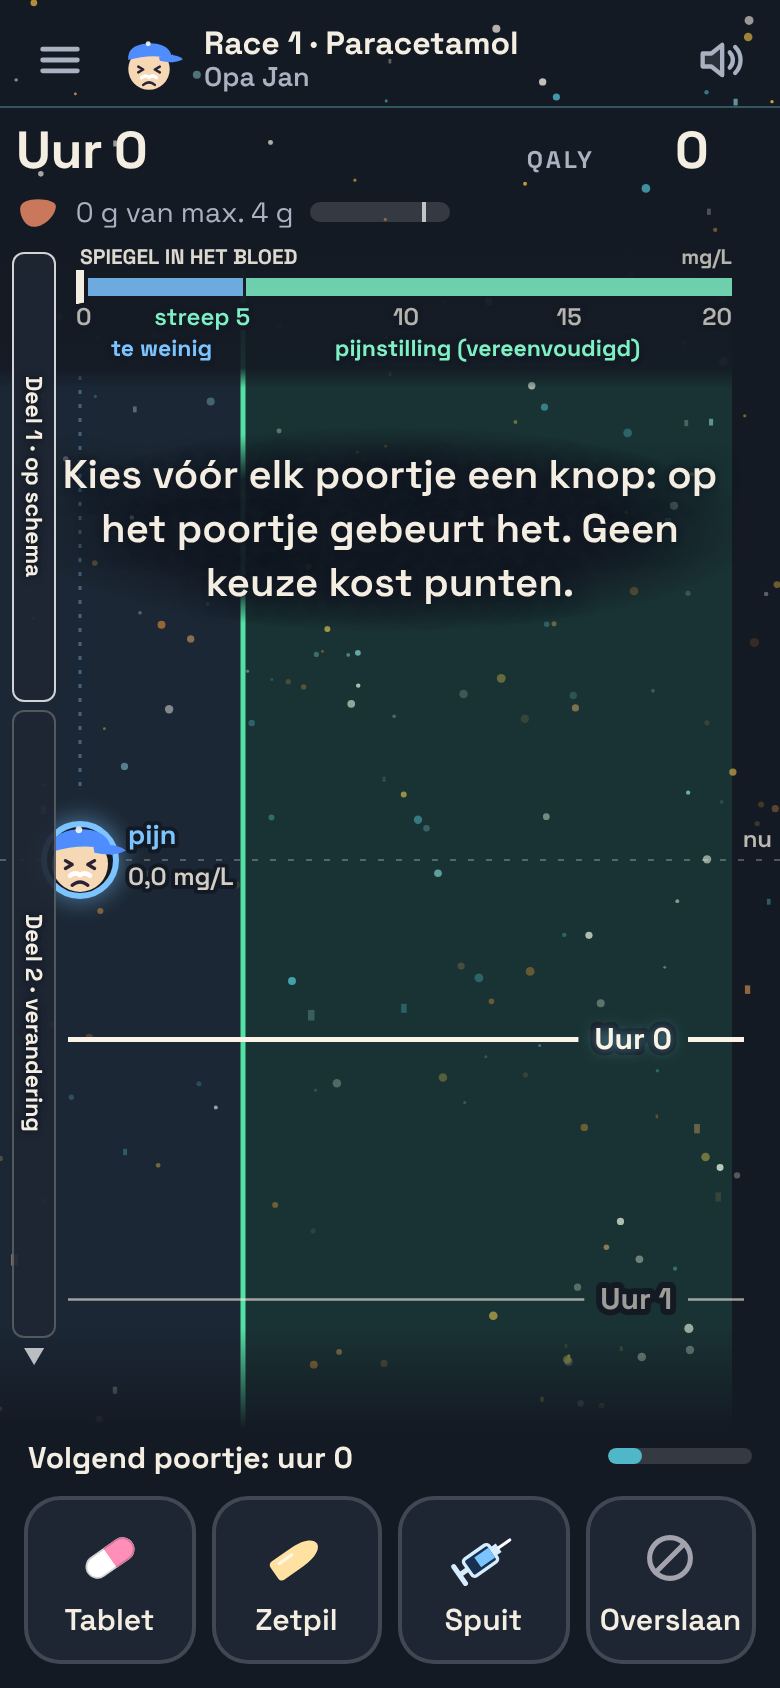 Race 1 · Paracetamol
Opa Jan
Uur 0
QALY 0
0 g van max. 4 g
SPIEGEL IN HET BLOED mg/L
0 streep 5 10 15 20
te weinig pijnstilling (vereenvoudigd)
Deel 1 · op schema
Kies vóór elk poortje een knop: op
het poortje gebeurt het. Geen
keuze kost punten.
pijn
nu
0,0 mg/L
Deel 2 · verandering
Uur 0
Uur 1
Volgend poortje: uur 0
Tablet
Zetpil
Spuit
Overslaan